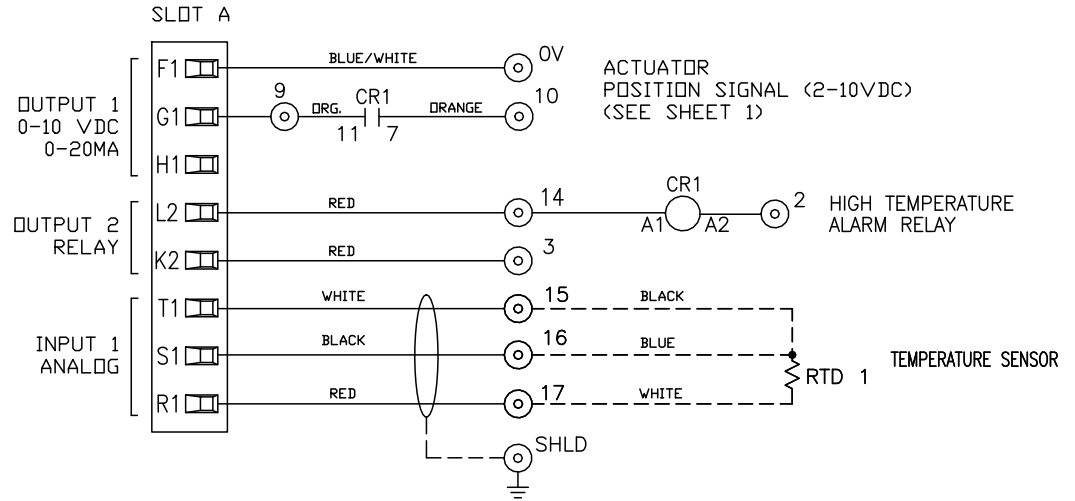 SLOT A
OUTPUT 1
0-10 VDC
0-20MA
F1
BLUE/WHITE
0V
G1
9
ORG.
CR1
11
7
ORANGE
10
ACTUATOR
POSITION SIGNAL (2-10VDC)
(SEE SHEET 1)
H1
OUTPUT 2
RELAY
L2
RED
14
CR1
A1
A2
2
HIGH TEMPERATURE
ALARM RELAY
K2
RED
3
INPUT 1
ANALOG
T1
WHITE
15
BLACK
S1
BLACK
16
BLUE
R1
RED
17
WHITE
RTD 1
TEMPERATURE SENSOR
SHLD